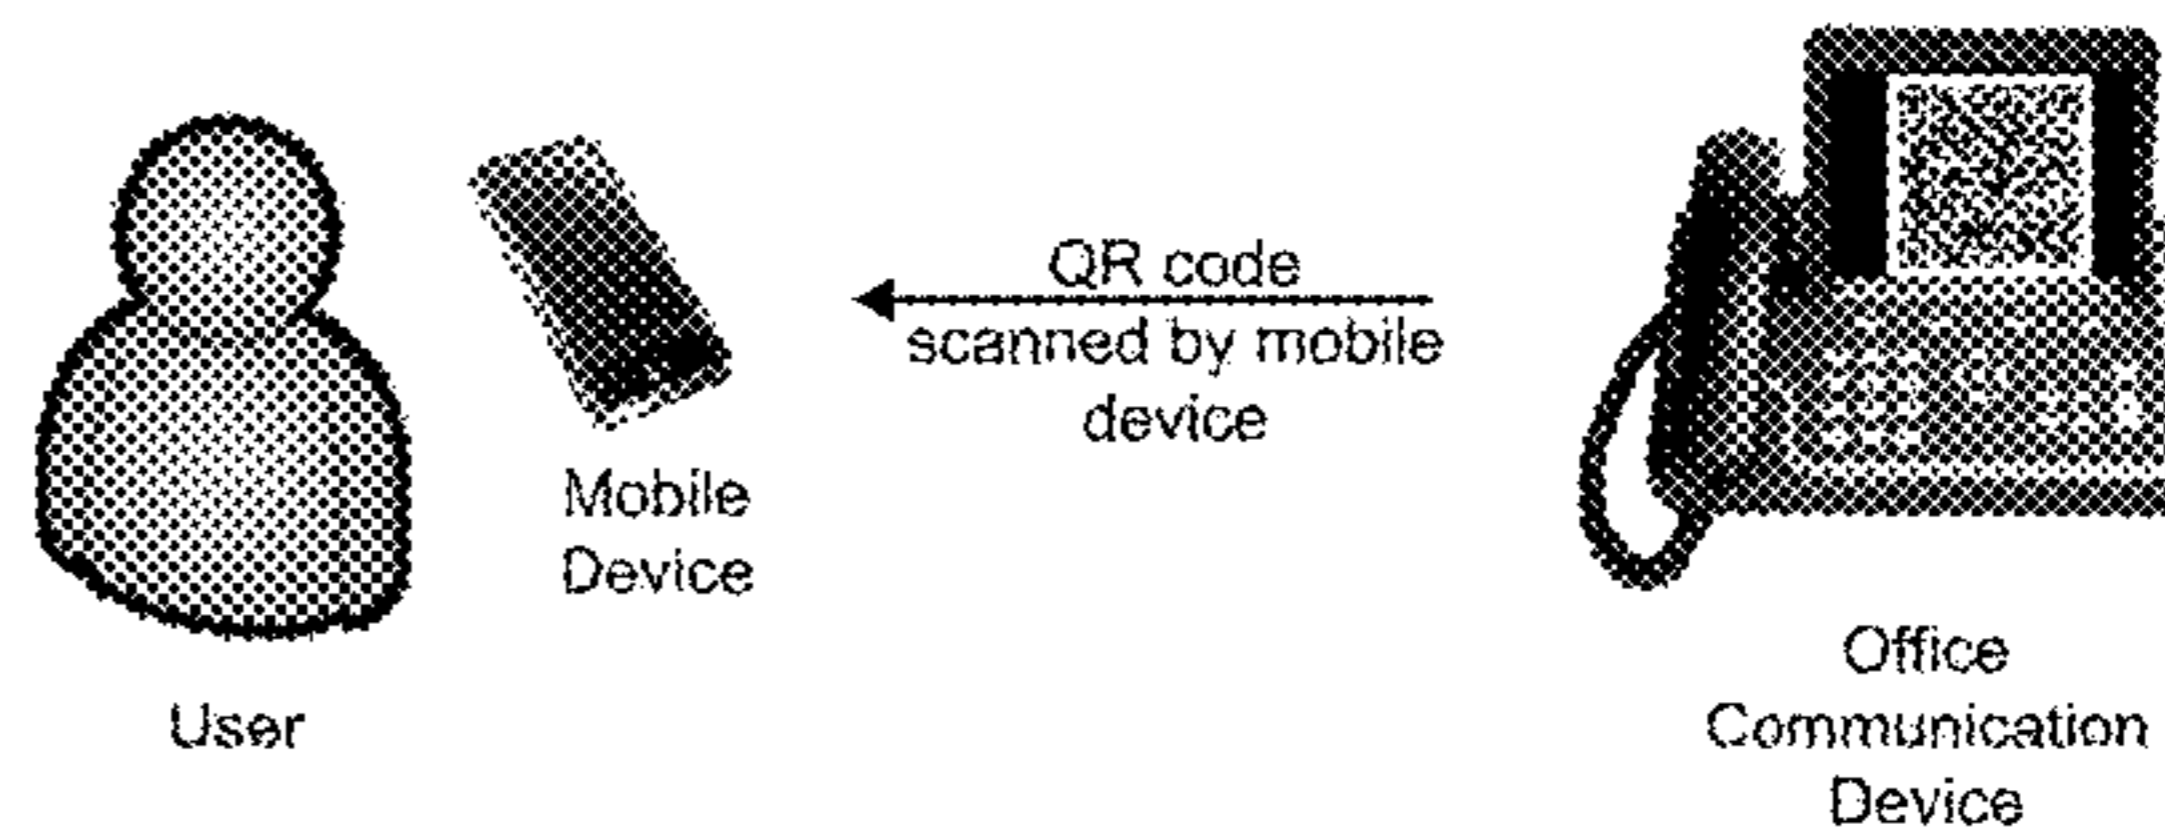 QR code
scanned by mobile
device
Mobile
Device
User
Office
Communication
Device